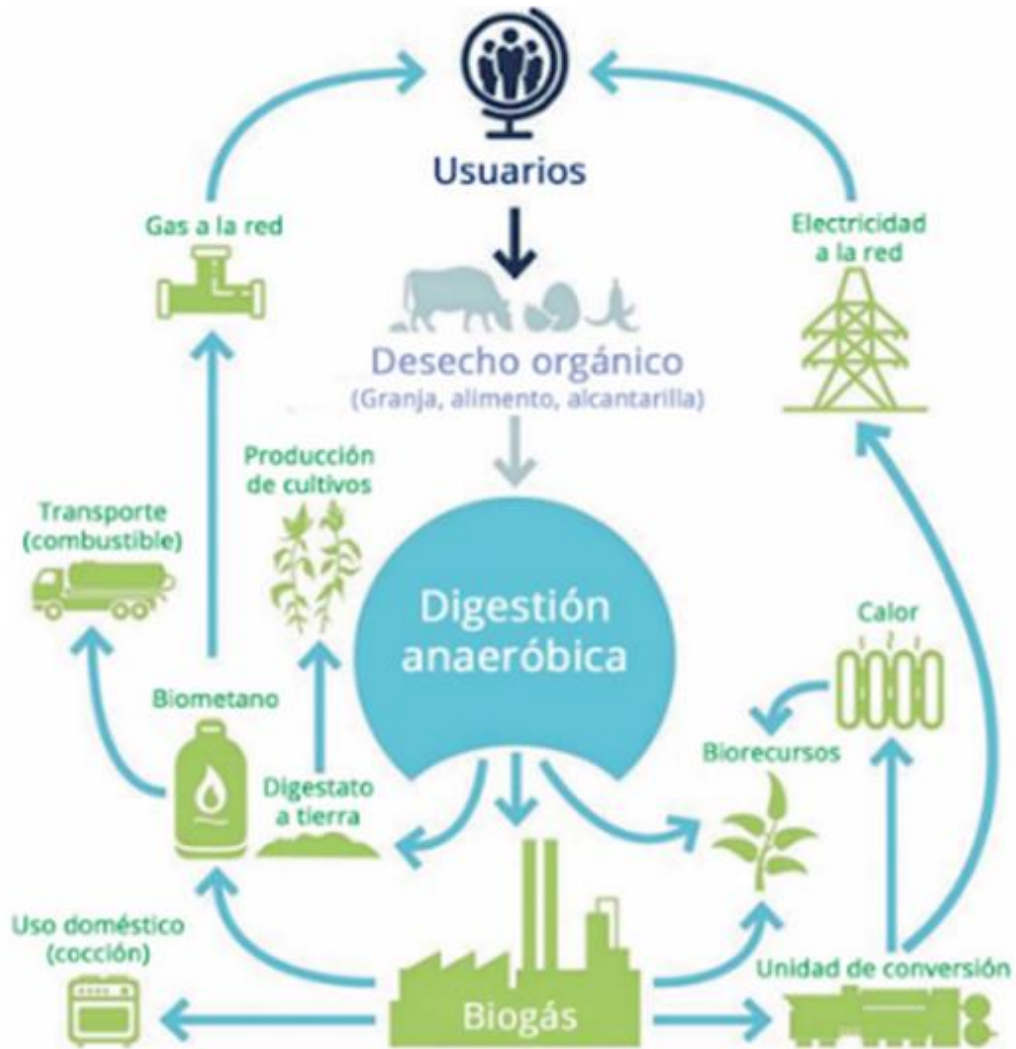 Usuarios
Gas a la red
Electricidad
a la red
Desecho orgánico
(Granja, alimento, alcantarilla)
Producción
de cultivos
Transporte
(combustible)
Digestión
anaeróbica
Calor
Biometano
Biorecursos
Digestato
a tierra
Uso doméstico
(cocción)
Unidad de conversión
Biogás